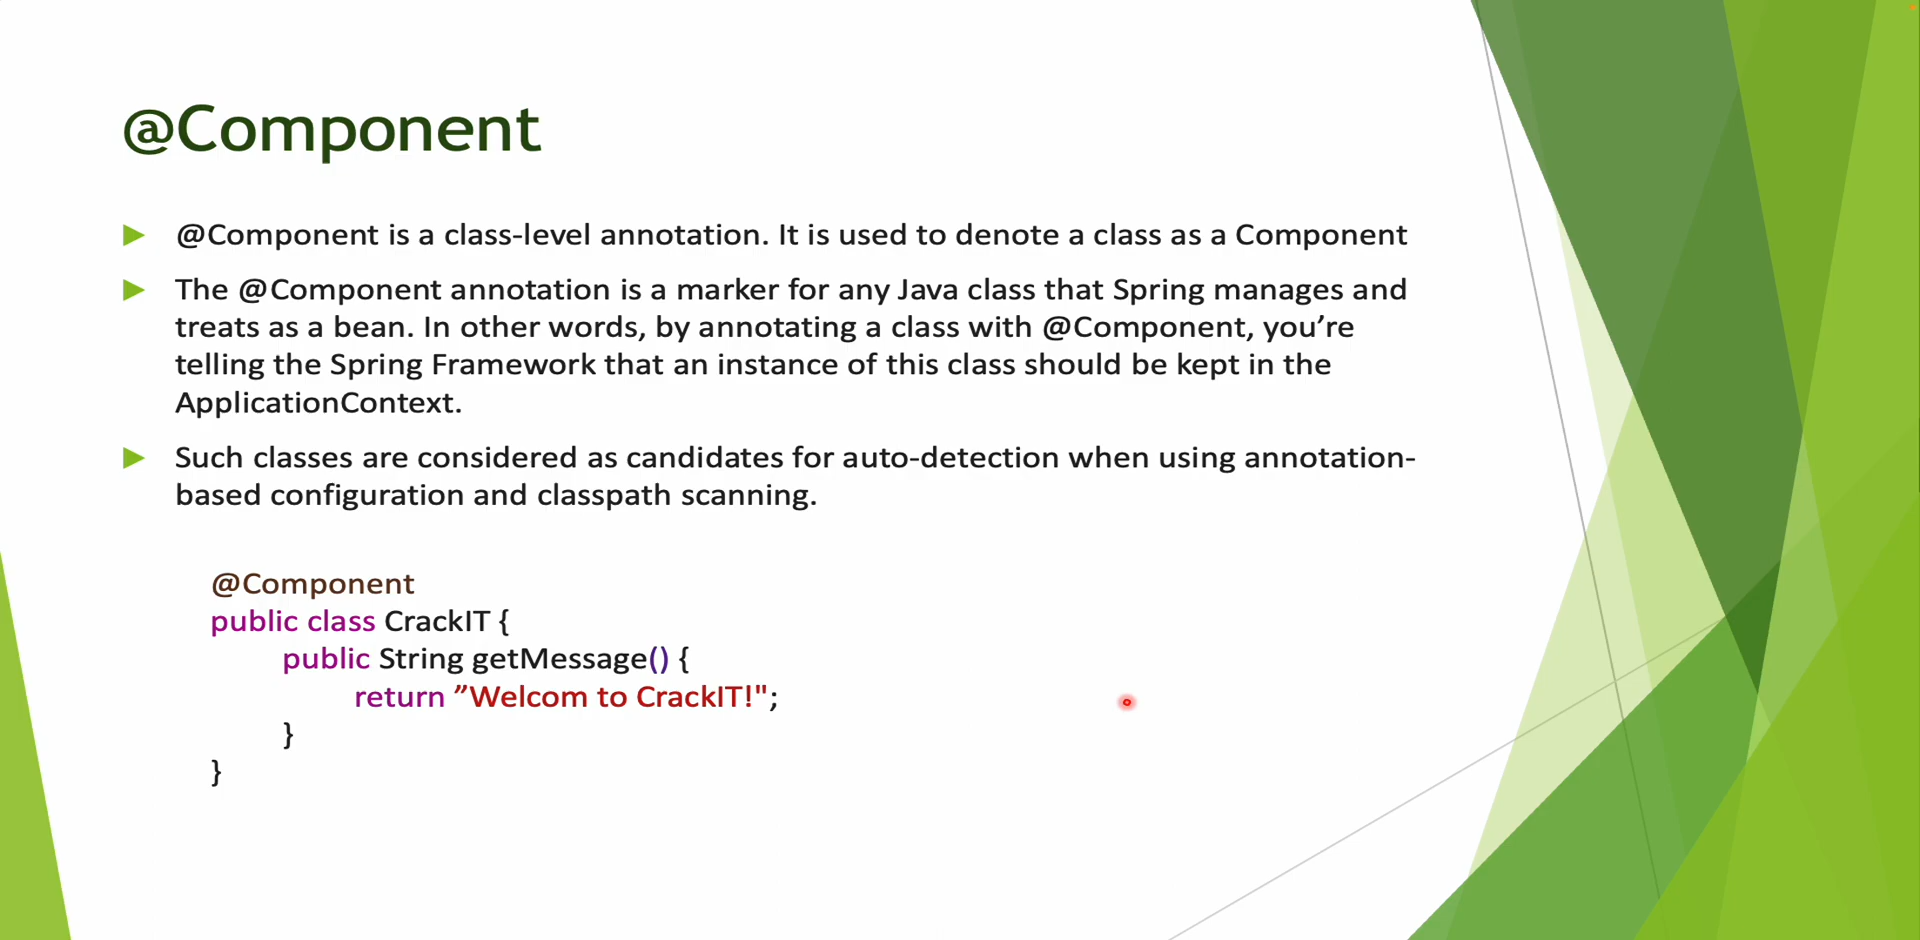 @Component
@Component is a class-level annotation. It is used to denote a class as a Component
The @Component annotation is a marker for any Java class that Spring manages and
treats as a bean. In other words, by annotating a class with @Component, you’re
telling the Spring Framework that an instance of this class should be kept in the
ApplicationContext.
Such classes are considered as candidates for auto-detection when using annotation-
based configuration and classpath scanning.
@Component
public class CrackIT {
public String getMessage() {
return ”Welcom to CrackIT!";
}
}